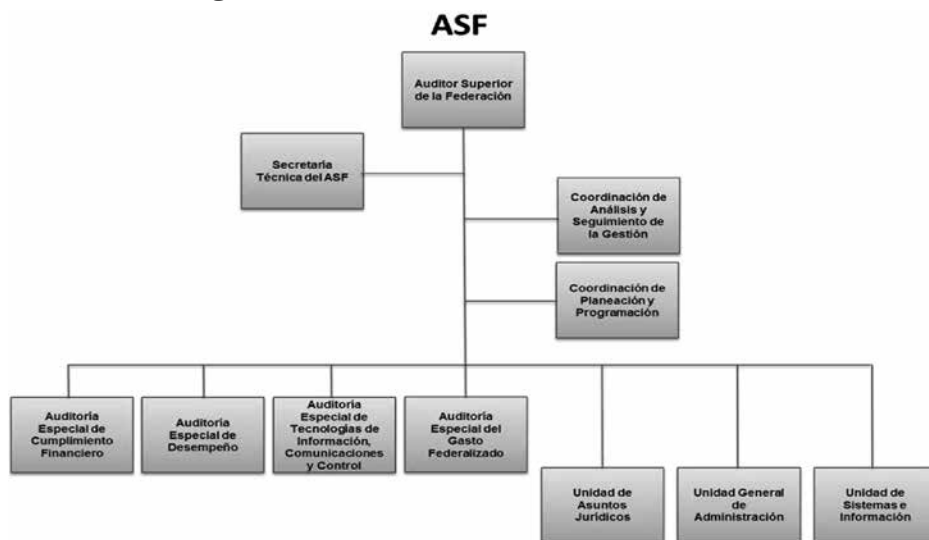 ASF
Auditor Superior
de la Federación
Secretaría
Técnica del ASF
Coordinación de
Análisis y
Seguimiento de
la Gestión
Coordinación de
Planeación y
Programación
Auditoría
Especial de
Cumplimiento
Financiero
Auditoría
Especial de
Desempeño
Auditoría
Especial de
Tecnologías de
Información,
Comunicaciones
y Control
Auditoría
Especial del
Gasto
Federalizado
Unidad de
Asuntos
Jurídicos
Unidad General
de
Administración
Unidad de
Sistemas e
Información